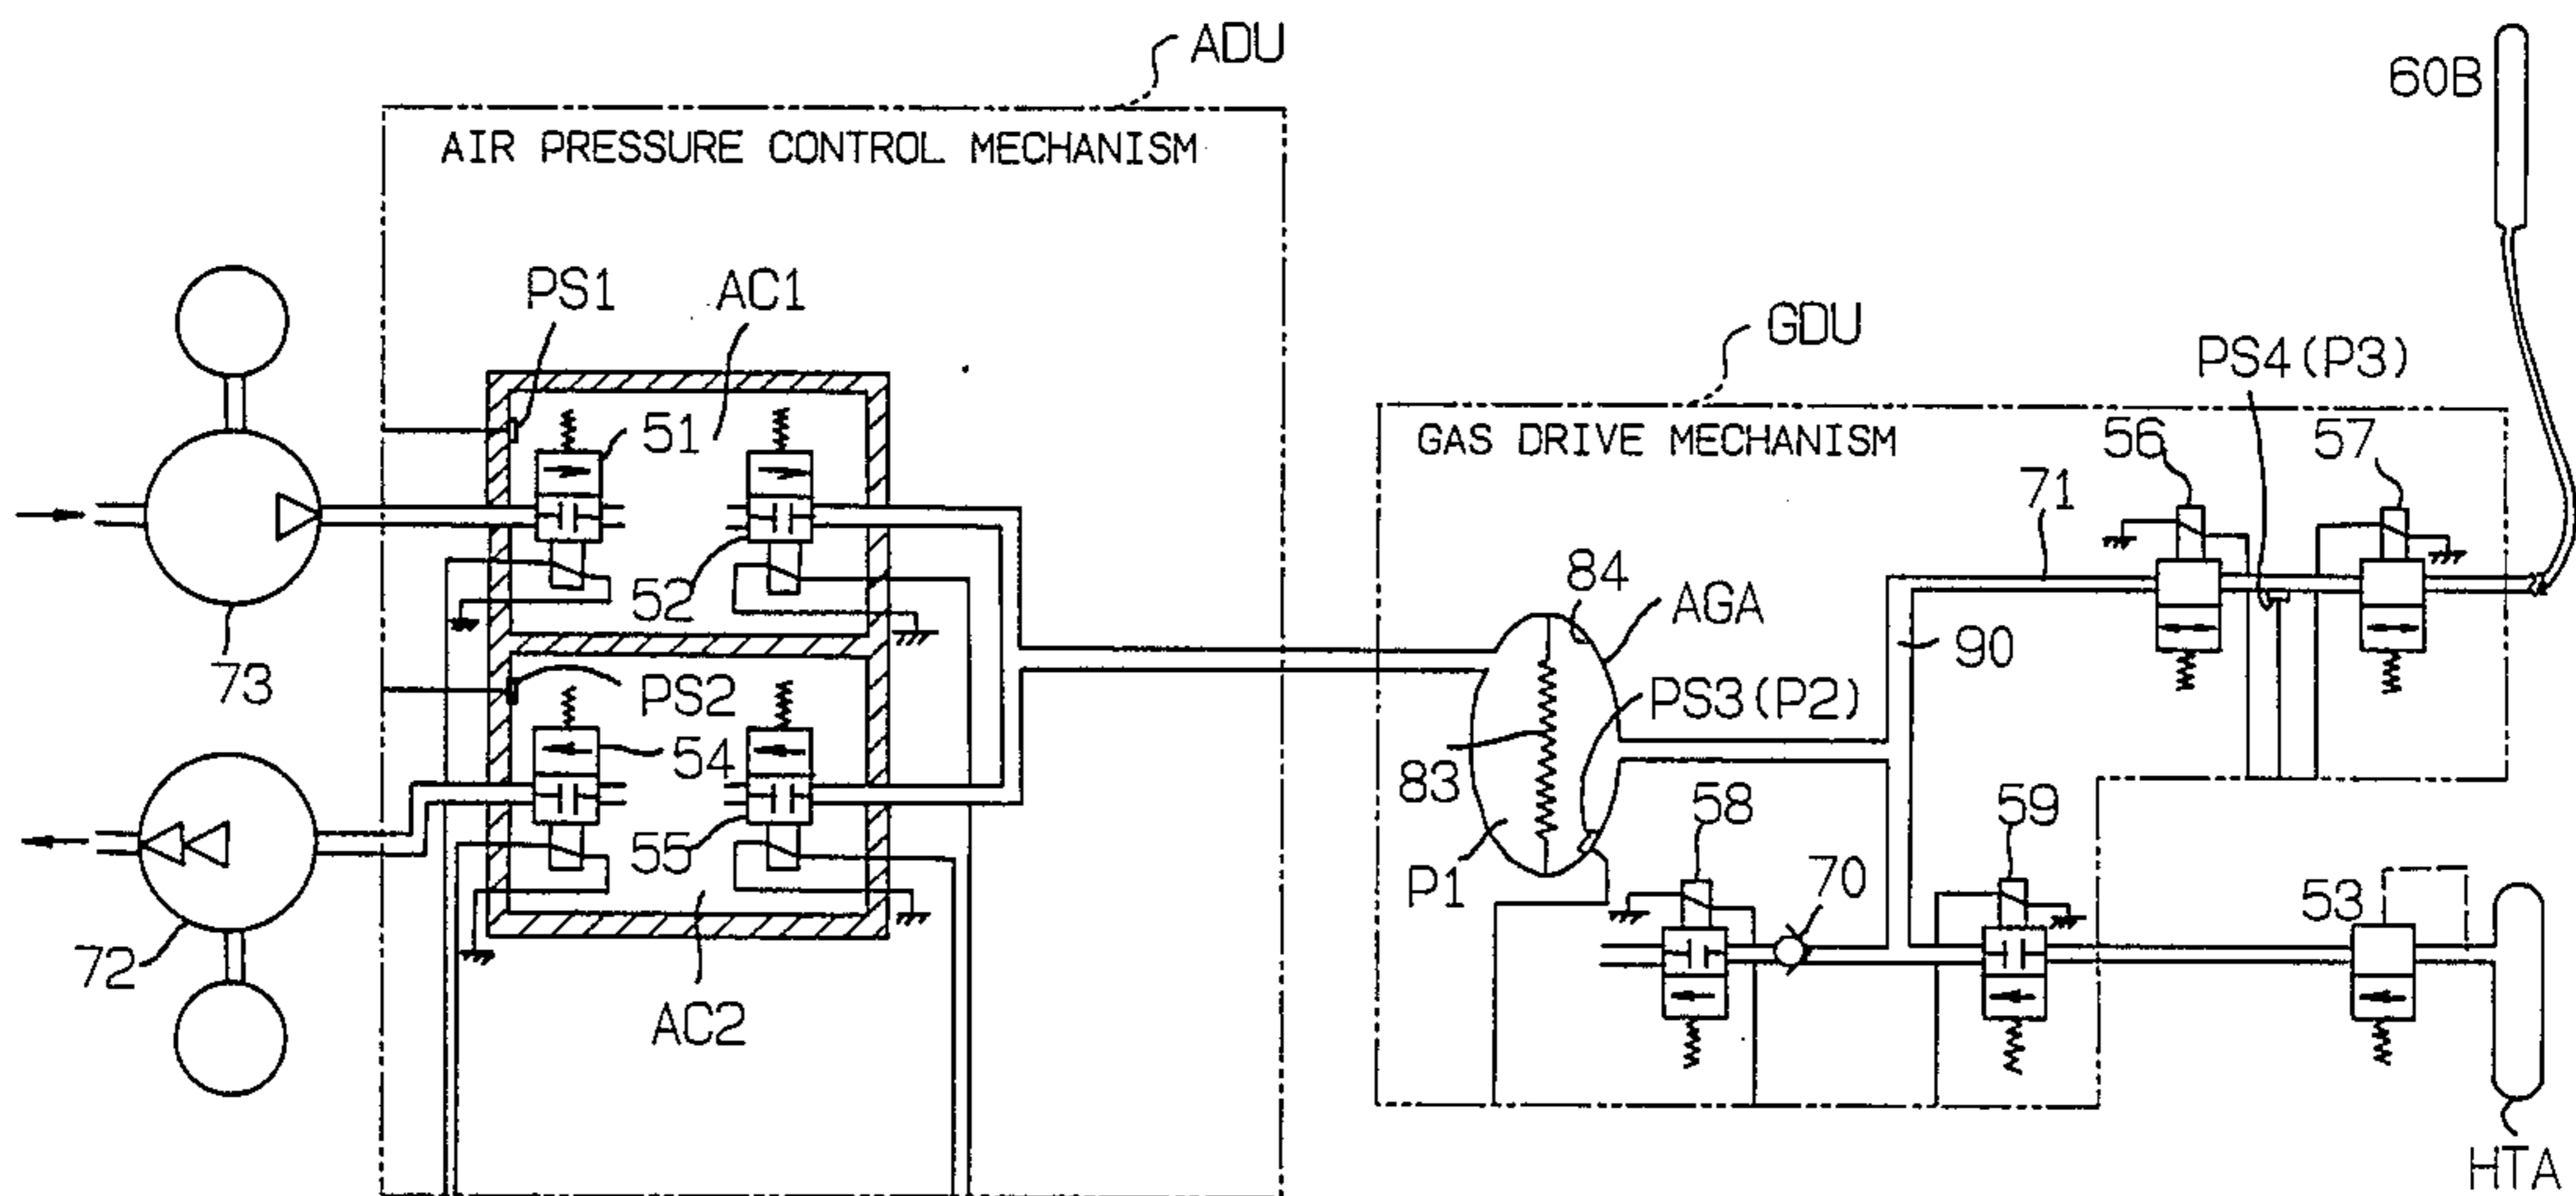 ADU
60B
AIR PRESSURE CONTROL MECHANISM
PS1
AC1
GDU
PS4(P3)
51
GAS DRIVE MECHANISM
56
57
71
52
84
AGA
90
73
PS2
PS3(P2)
54
83
58
59
55
P1
70
53
72
AC2
HTA